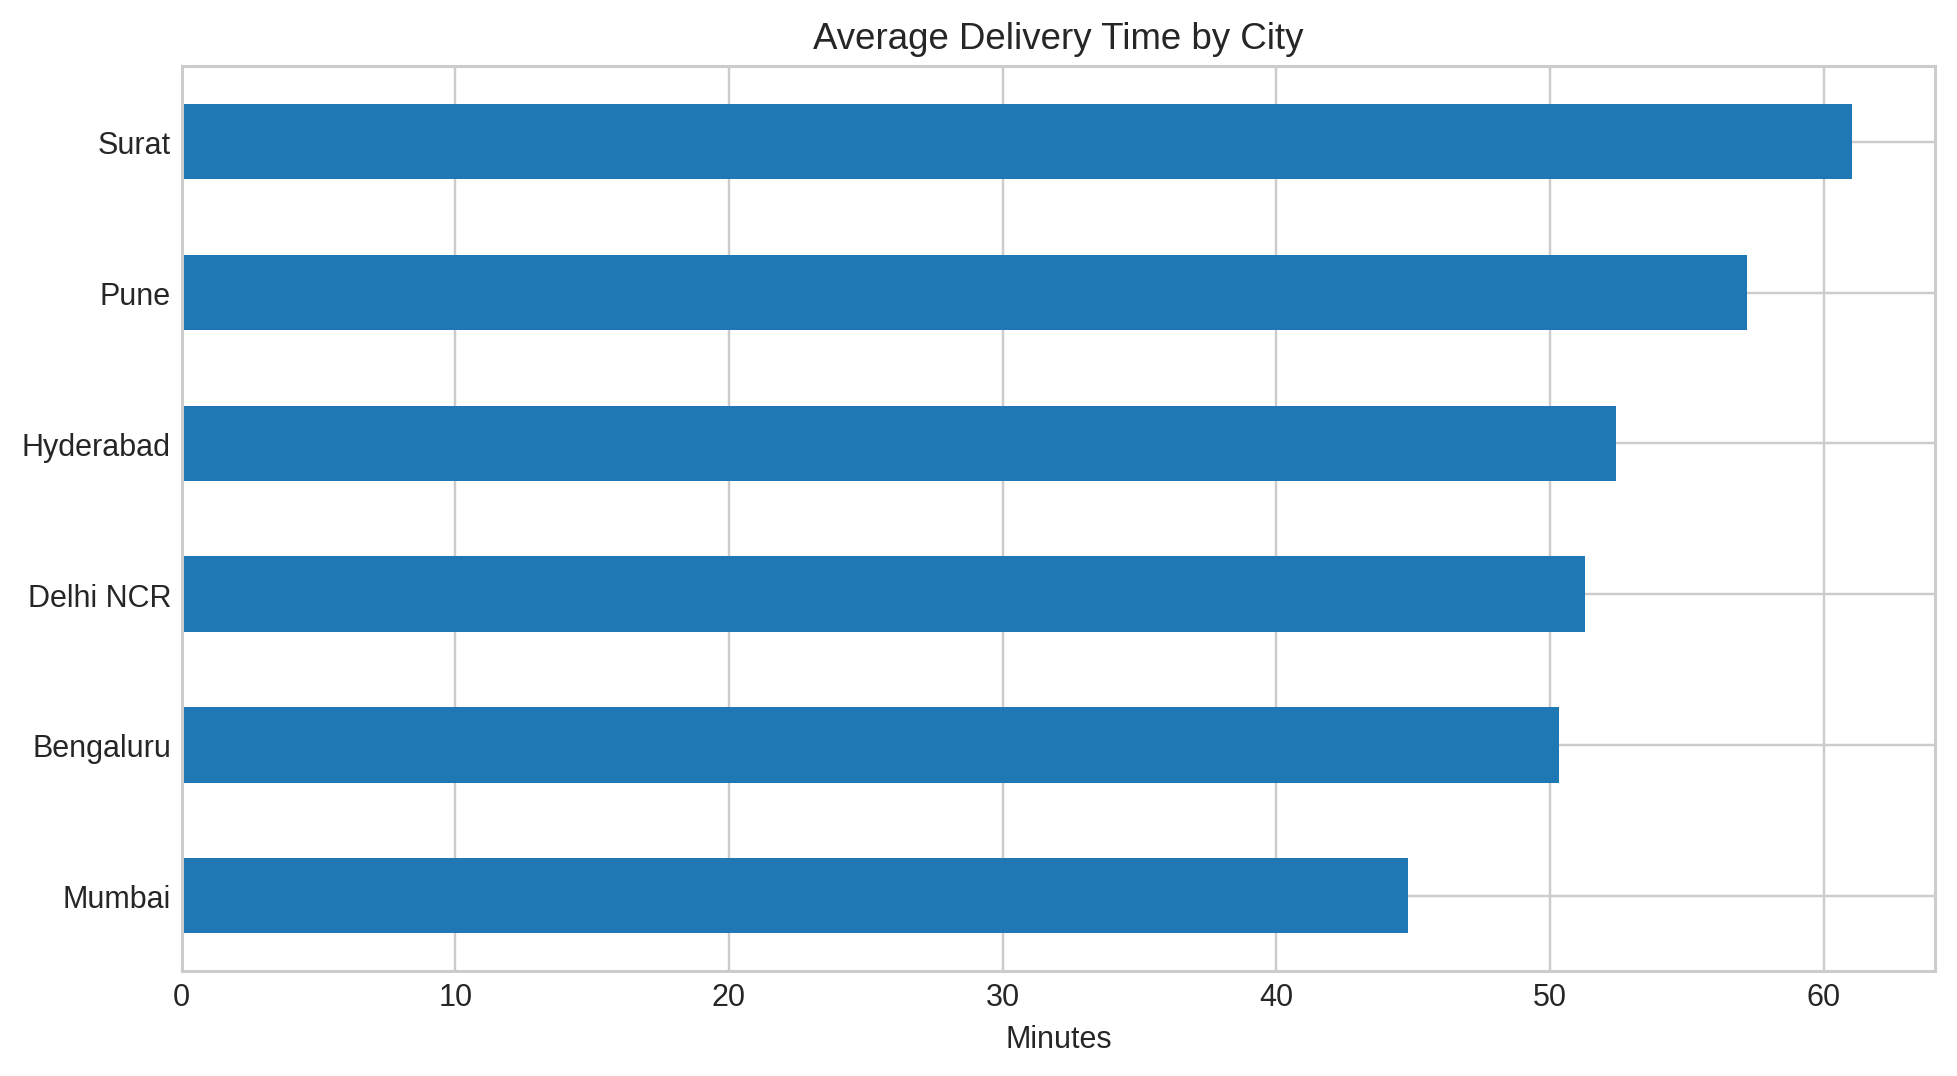 Average Delivery Time by City
Surat
Pune
Hyderabad
Delhi NCR
Bengaluru
Mumbai
0 10 20 30 40 50 60
Minutes